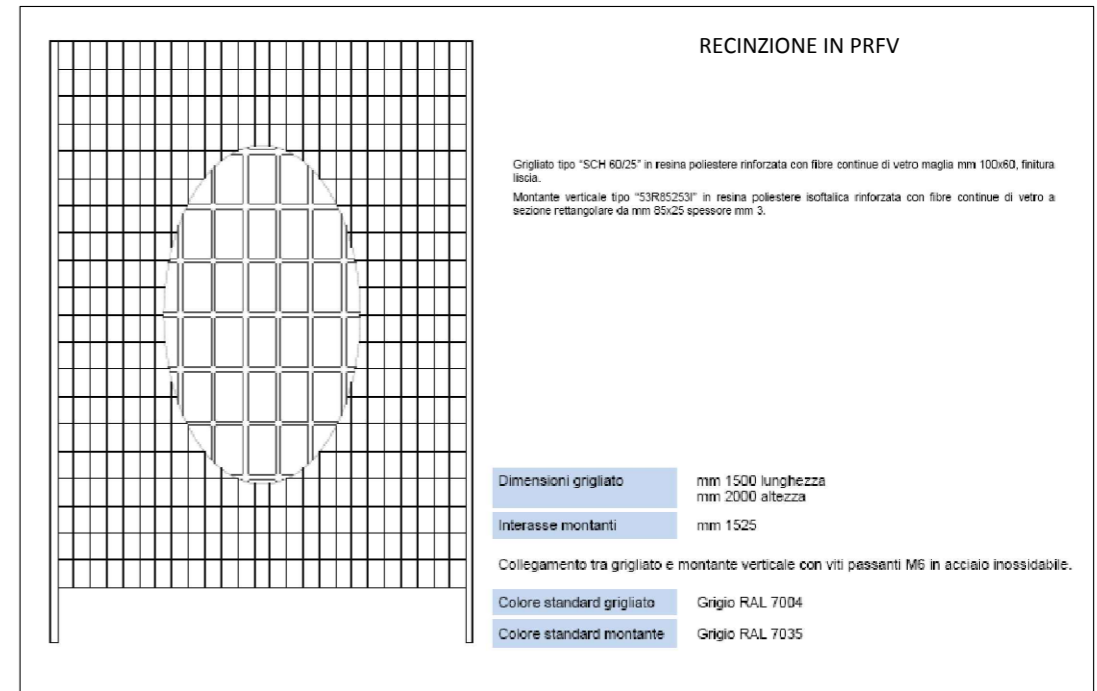 RECINZIONE IN PRFV
Grigliato tipo "SCH 60/25" in resina poliestere rinforzata con fibre continue di vetro maglia mm 100x60, finitura
liscia.
Montante verticale tipo "53R85253I" in resina poliestere isoftalica rinforzata con fibre continue di vetro a
sezione rettangolare da mm 85x25 spessore mm 3.
Dimensioni grigliato mm 1500 lunghezza
mm 2000 altezza
Interasse montanti mm 1525
Collegamento tra grigliato e montante verticale con viti passanti M6 in acciaio inossidabile.
Colore standard grigliato Grigio RAL 7004
Colore standard montante Grigio RAL 7035